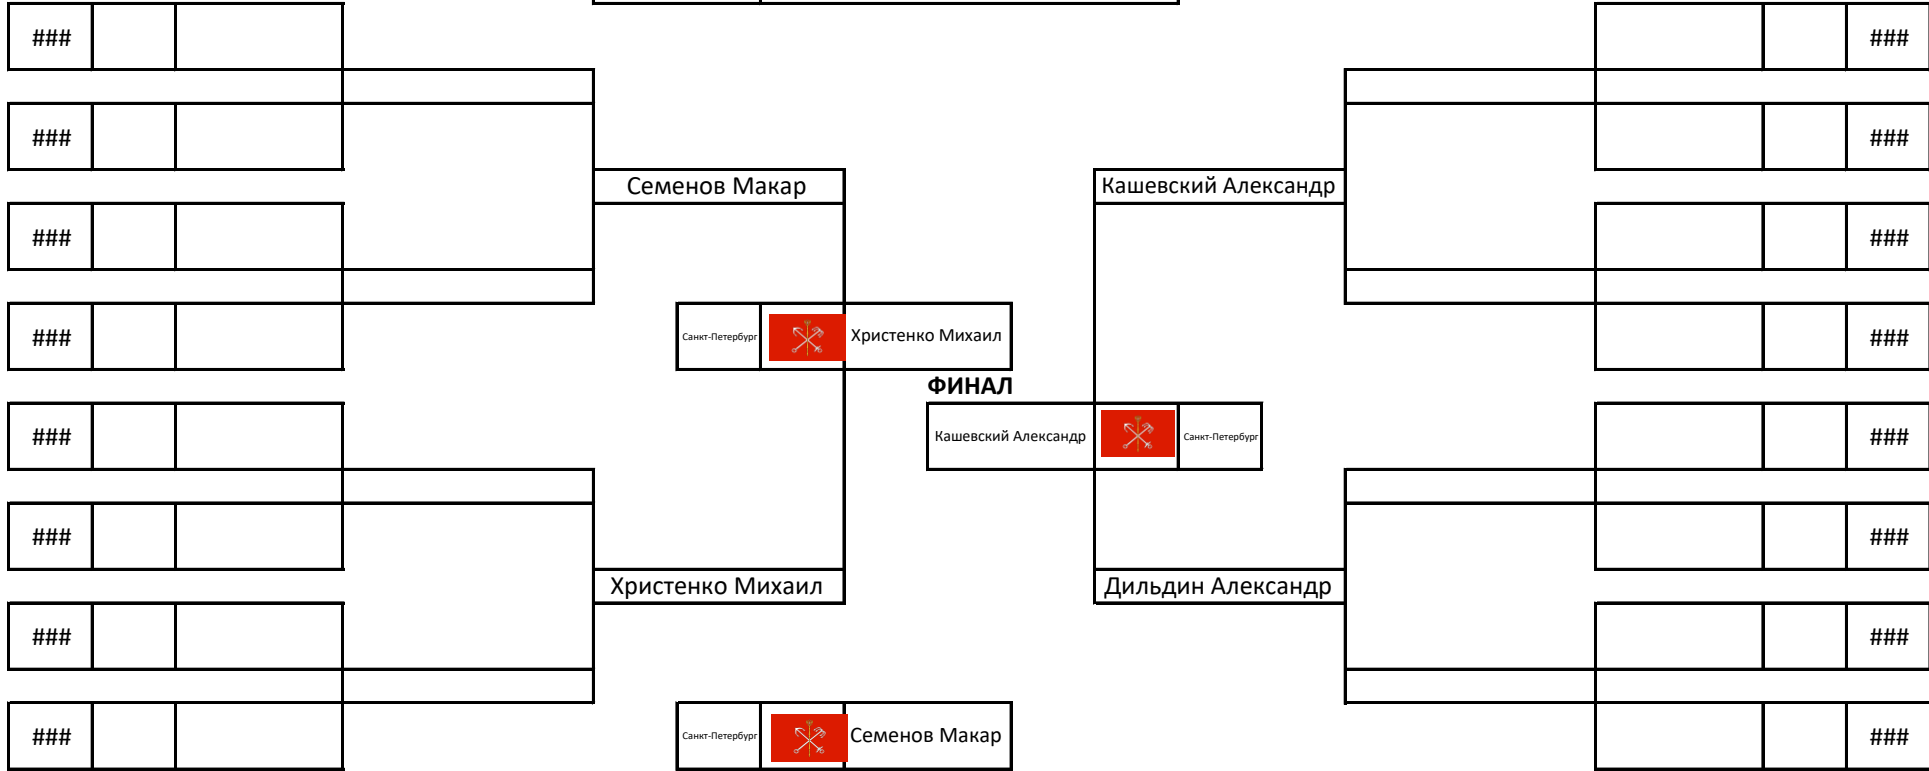 ### ###
### ###
Семенов Макар Кашевский Александр
### ###
### Санкт-Петербург Христенко Михаил ###
ФИНАЛ
### Кашевский Александр Санкт-Петербург ###
### ###
Христенко Михаил Дильдин Александр
### ###
### Санкт-Петербург Семенов Макар ###